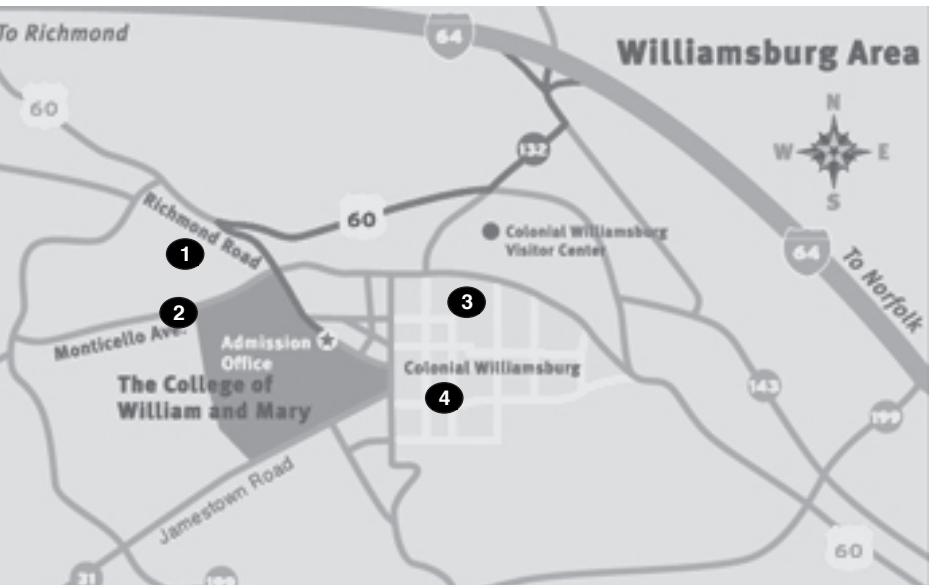 To Richmond
64
Williamsburg Area
60
N
W
E
S
132
Richmond Road
60
Colonial Williamsburg
Visitor Center
1
64
To Norfolk
2
3
Monticello Ave.
Admission
Office
Colonial Williamsburg
The College of
William and Mary
4
143
199
Jamestown Road
60
31
199